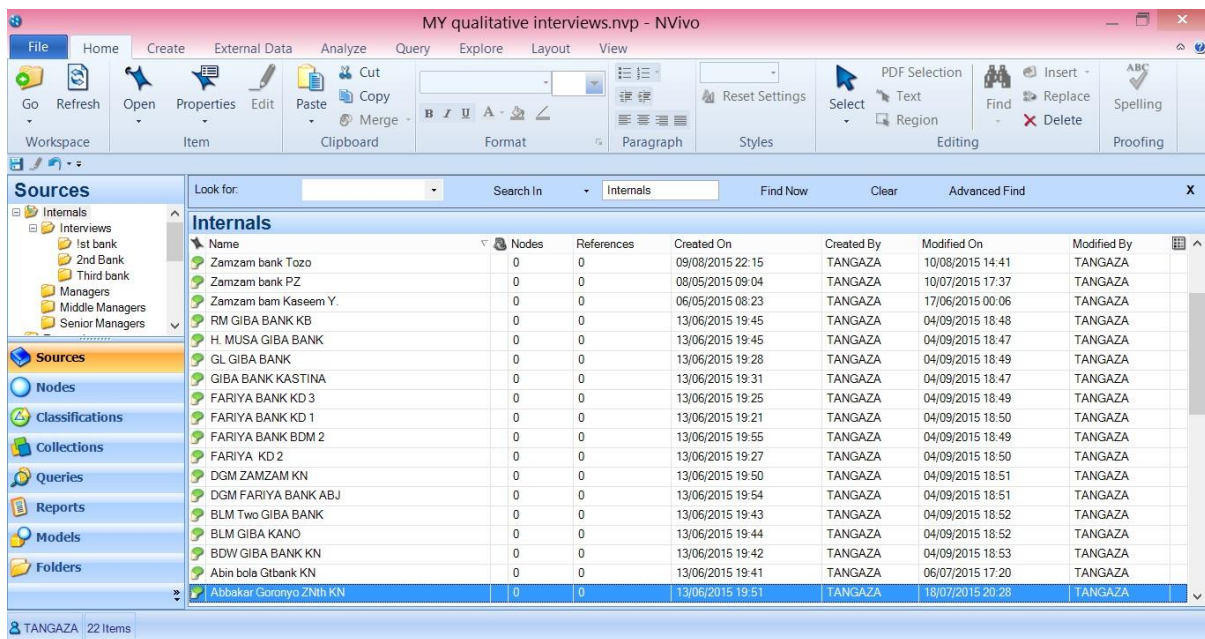 MY qualitative interviews.nvp - NVivo
File Home Create External Data Analyze Query Explore Layout View
Go Refresh Open Properties Edit Paste Cut Copy Merge
B I U A
Reset Settings
Select PDF Selection Text Region Find Insert Replace Delete
ABC Spelling
Workspace Item Clipboard Format Paragraph Styles Editing Proofing
Sources
Look for: Search In Internals Find Now Clear Advanced Find X
Internals
Interviews
!st bank
2nd Bank
Third bank
Managers
Middle Managers
Senior Managers
Sources
Nodes
Classifications
Collections
Queries
Reports
Models
Folders
Internals
Name Nodes References Created On Created By Modified On Modified By
Zamzam bank Tozo 0 0 09/08/2015 22:15 TANGAZA 10/08/2015 14:41 TANGAZA
Zamzam bank PZ 0 0 08/05/2015 09:04 TANGAZA 10/07/2015 17:37 TANGAZA
Zamzam bam Kaseem Y. 0 0 06/05/2015 08:23 TANGAZA 17/06/2015 00:06 TANGAZA
RM GIBA BANK KB 0 0 13/06/2015 19:45 TANGAZA 04/09/2015 18:48 TANGAZA
H. MUSA GIBA BANK 0 0 13/06/2015 19:45 TANGAZA 04/09/2015 18:47 TANGAZA
GL GIBA BANK 0 0 13/06/2015 19:28 TANGAZA 04/09/2015 18:49 TANGAZA
GIBA BANK KASTINA 0 0 13/06/2015 19:31 TANGAZA 04/09/2015 18:47 TANGAZA
FARIYA BANK KD 3 0 0 13/06/2015 19:25 TANGAZA 04/09/2015 18:49 TANGAZA
FARIYA BANK KD 1 0 0 13/06/2015 19:21 TANGAZA 04/09/2015 18:50 TANGAZA
FARIYA BANK BDM 2 0 0 13/06/2015 19:55 TANGAZA 04/09/2015 18:49 TANGAZA
FARIYA KD 2 0 0 13/06/2015 19:27 TANGAZA 04/09/2015 18:50 TANGAZA
DGM ZAMZAM KN 0 0 13/06/2015 19:50 TANGAZA 04/09/2015 18:51 TANGAZA
DGM FARIYA BANK ABJ 0 0 13/06/2015 19:54 TANGAZA 04/09/2015 18:51 TANGAZA
BLM Two GIBA BANK 0 0 13/06/2015 19:43 TANGAZA 04/09/2015 18:52 TANGAZA
BLM GIBA KANO 0 0 13/06/2015 19:44 TANGAZA 04/09/2015 18:52 TANGAZA
BDW GIBA BANK KN 0 0 13/06/2015 19:42 TANGAZA 04/09/2015 18:53 TANGAZA
Abin bola Gtbank KN 0 0 13/06/2015 19:41 TANGAZA 06/07/2015 17:20 TANGAZA
Abbakar Goronyo ZNth KN 0 0 13/06/2015 19:51 TANGAZA 18/07/2015 20:28 TANGAZA
TANGAZA 22 Items